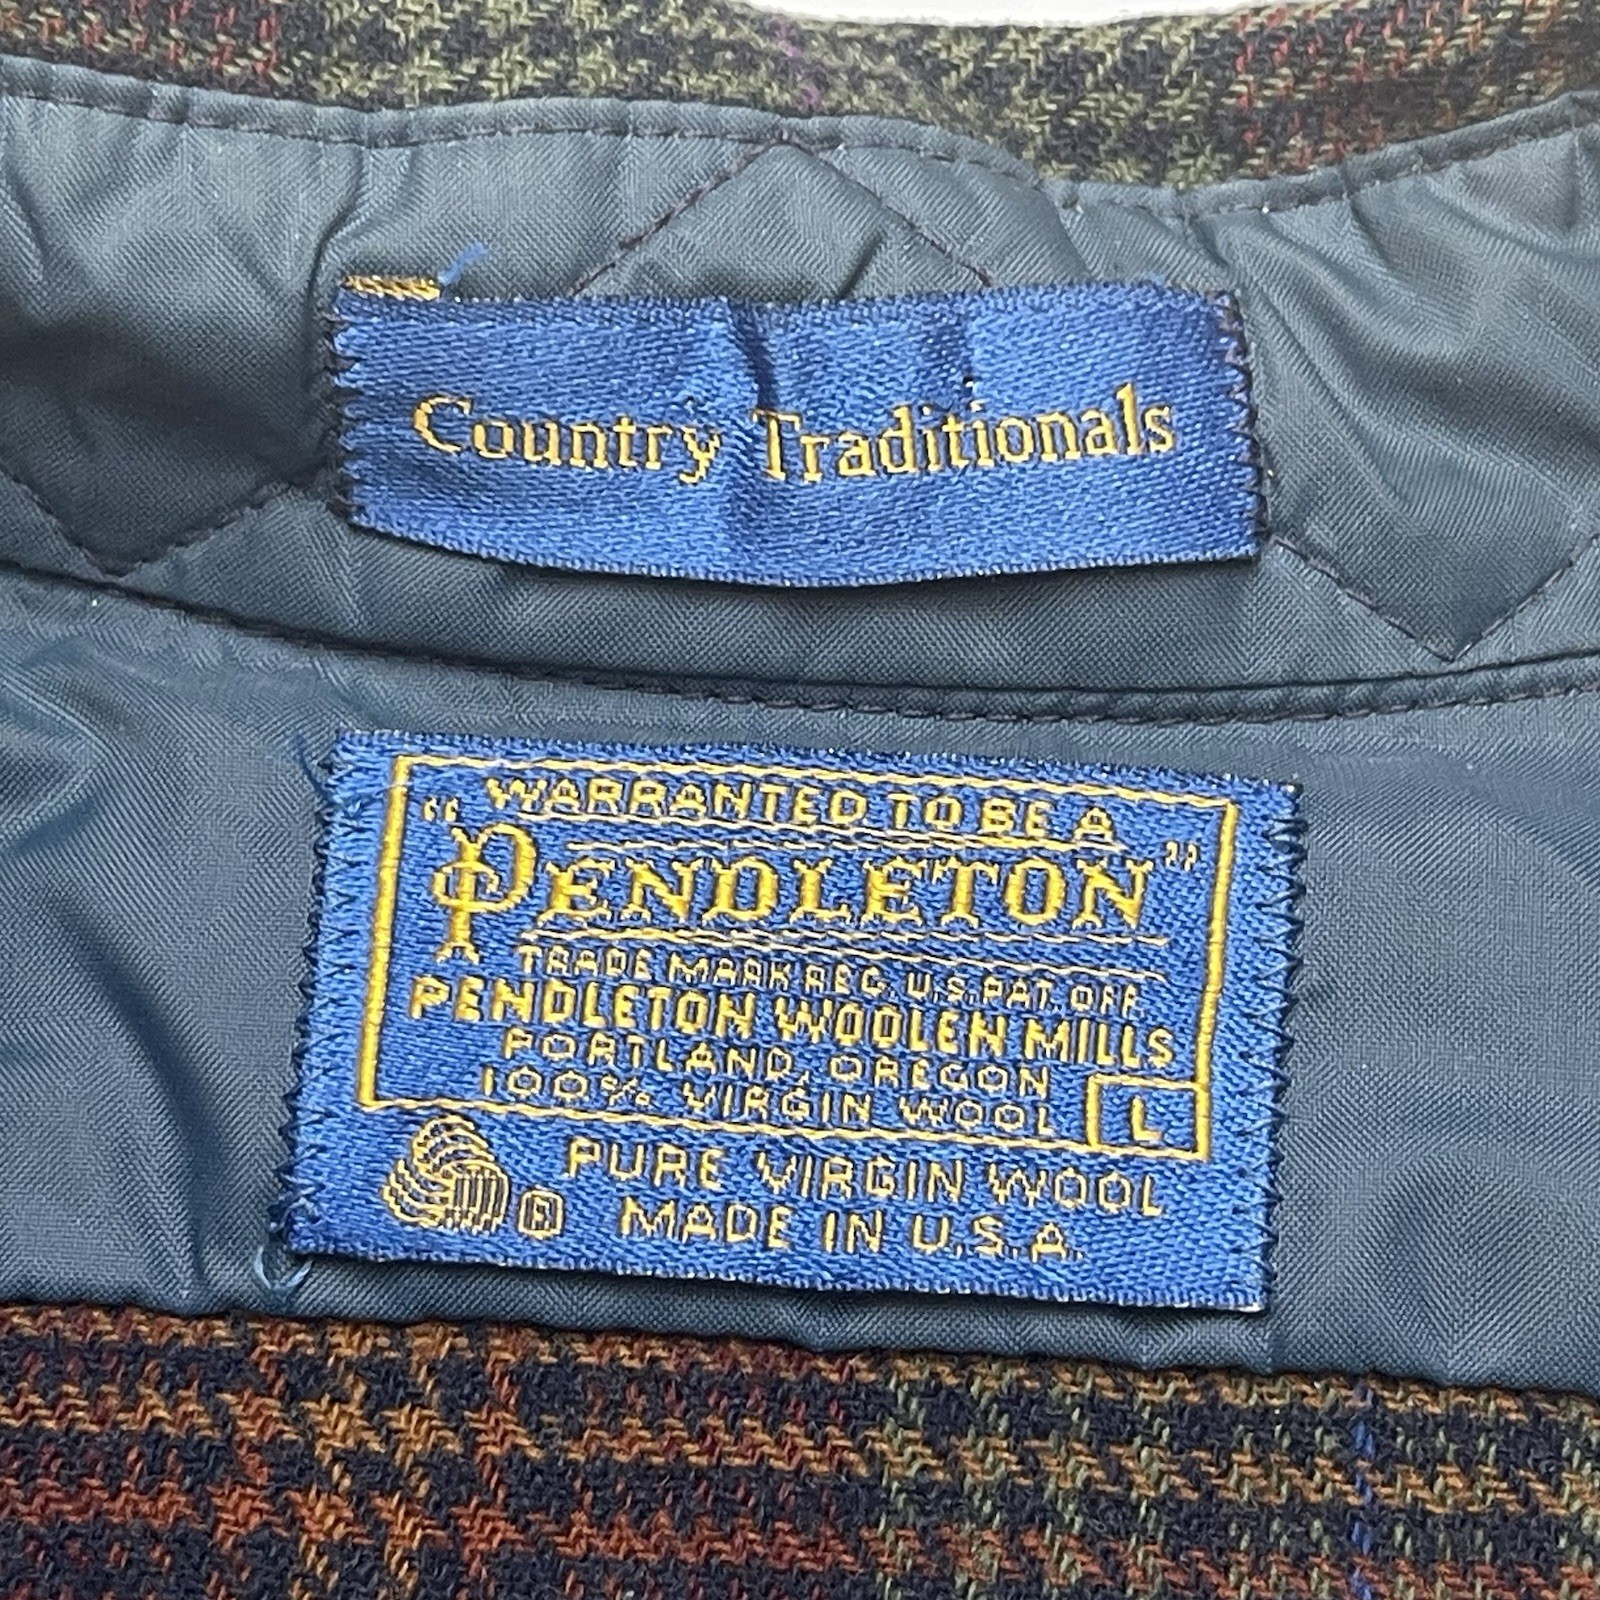 Country Traditionals
WARRANTED TO BE A
"PENDLETON"
TRADE MARK REG. U.S. PAT. OFF.
PENDLETON WOOLEN MILLS
PORTLAND, OREGON
100% VIRGIN WOOL L
PURE VIRGIN WOOL
MADE IN U.S.A.